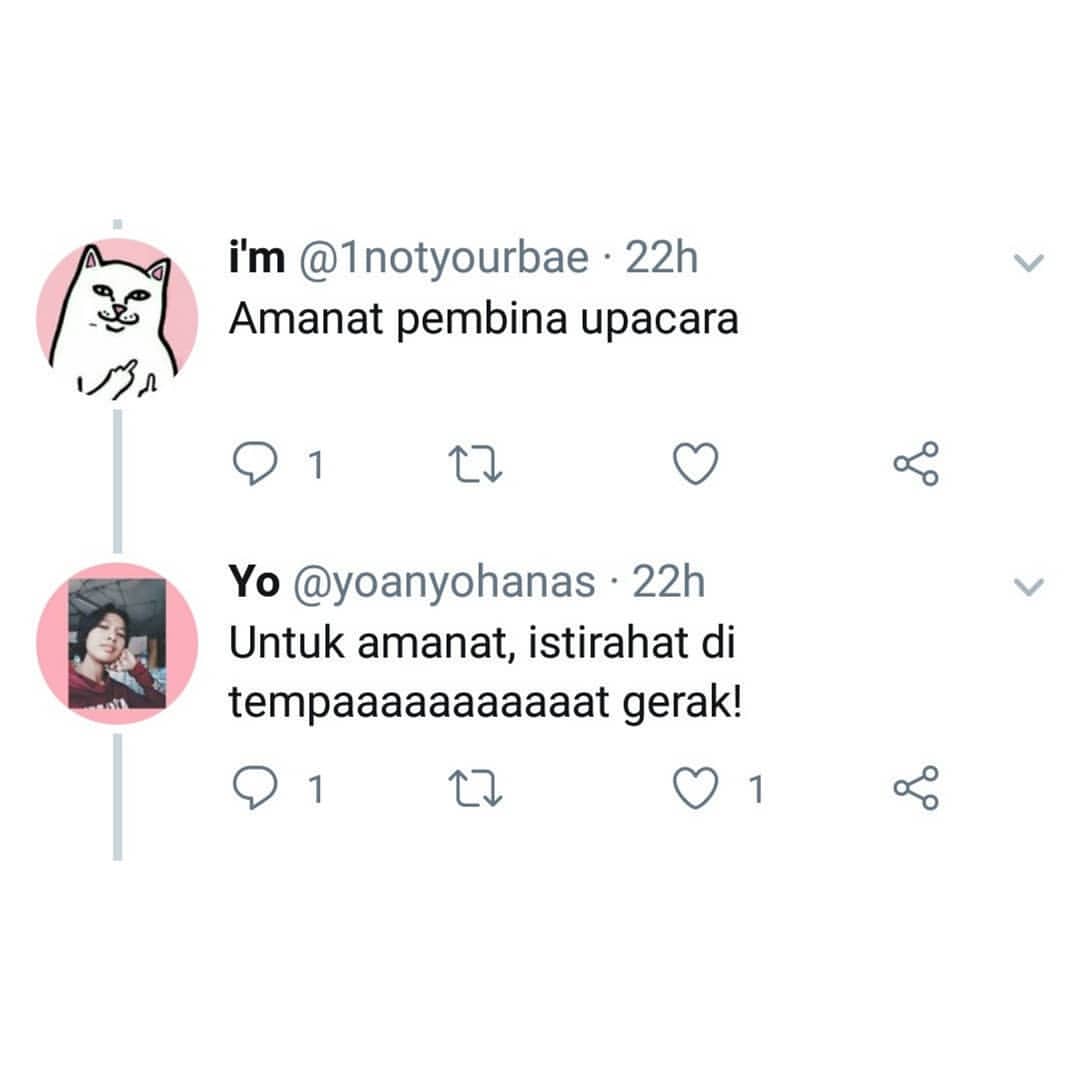 i'm @1notyourbae · 22h
Amanat pembina upacara
1
Yo @yoanyohanas · 22h
Untuk amanat, istirahat di
tempaaaaaaaaaaat gerak!
1 1